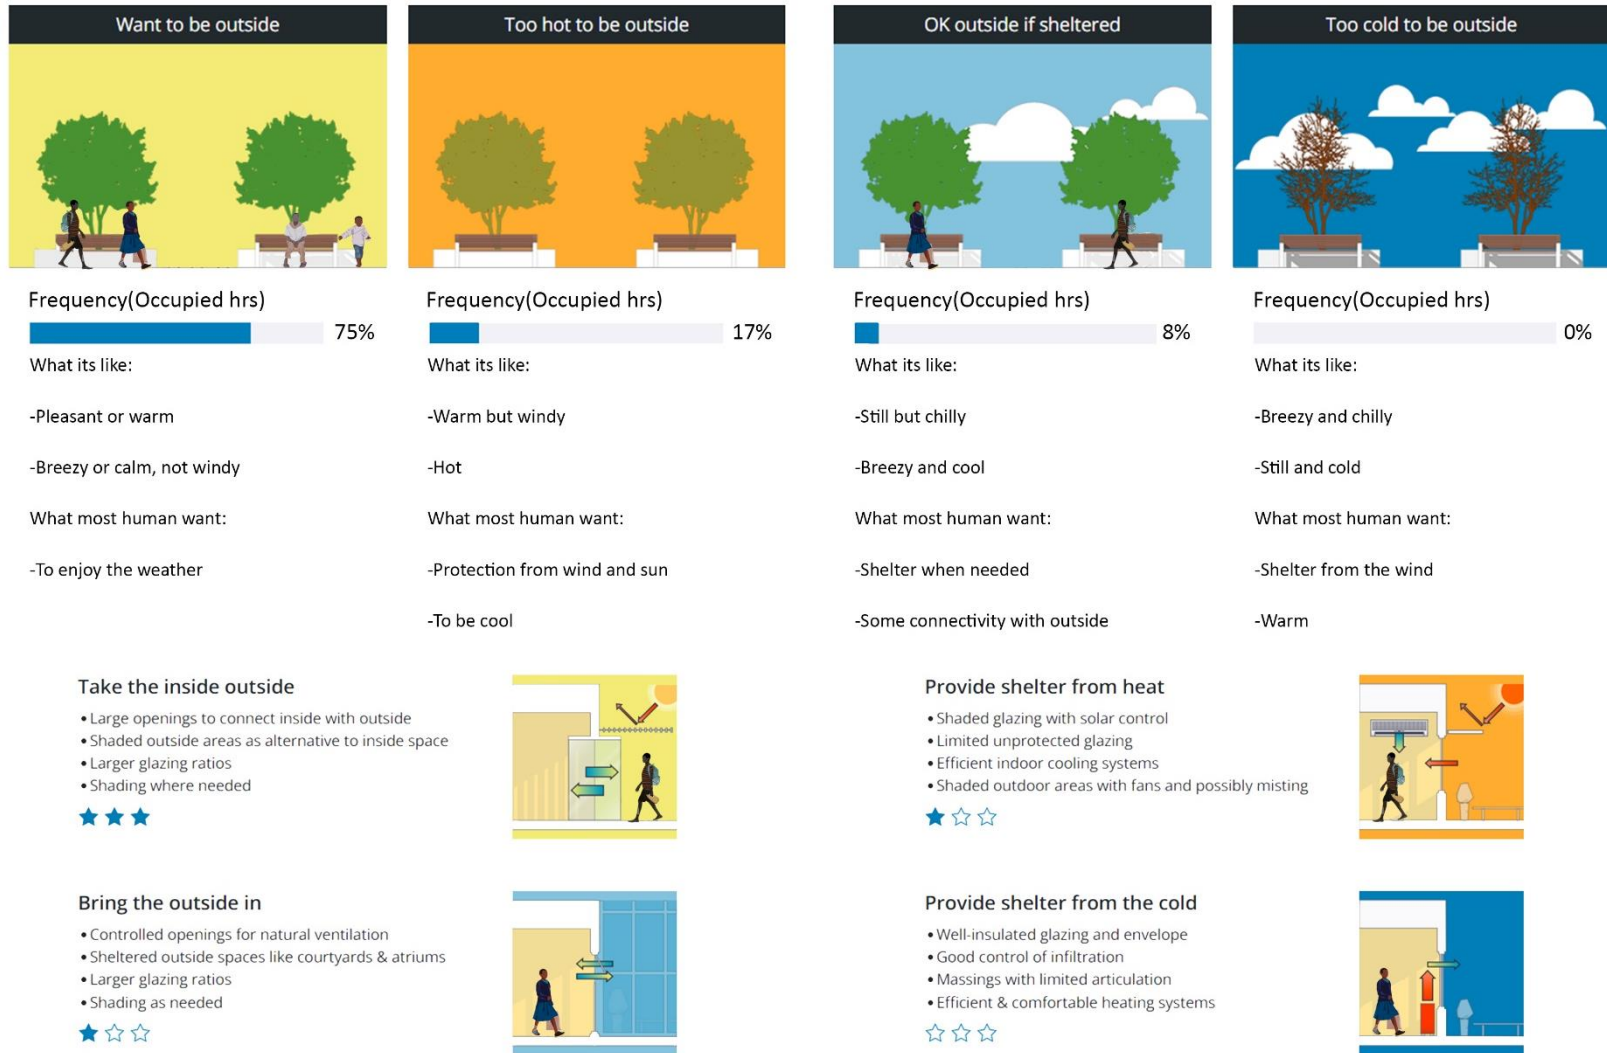 Want to be outside
Too hot to be outside
OK outside if sheltered
Too cold to be outside
Frequency(Occupied hrs)
75%
What its like:
-Pleasant or warm
-Breezy or calm, not windy
What most human want:
-To enjoy the weather
Frequency(Occupied hrs)
17%
What its like:
-Warm but windy
-Hot
What most human want:
-Protection from wind and sun
-To be cool
Frequency(Occupied hrs)
8%
What its like:
-Still but chilly
-Breezy and cool
What most human want:
-Shelter when needed
-Some connectivity with outside
Frequency(Occupied hrs)
0%
What its like:
-Breezy and chilly
-Still and cold
What most human want:
-Shelter from the wind
-Warm
Take the inside outside
• Large openings to connect inside with outside
• Shaded outside areas as alternative to inside space
• Larger glazing ratios
• Shading where needed
Provide shelter from heat
• Shaded glazing with solar control
• Limited unprotected glazing
• Efficient indoor cooling systems
• Shaded outdoor areas with fans and possibly misting
Bring the outside in
• Controlled openings for natural ventilation
• Sheltered outside spaces like courtyards & atriums
• Larger glazing ratios
• Shading as needed
Provide shelter from the cold
• Well-insulated glazing and envelope
• Good control of infiltration
• Massings with limited articulation
• Efficient & comfortable heating systems